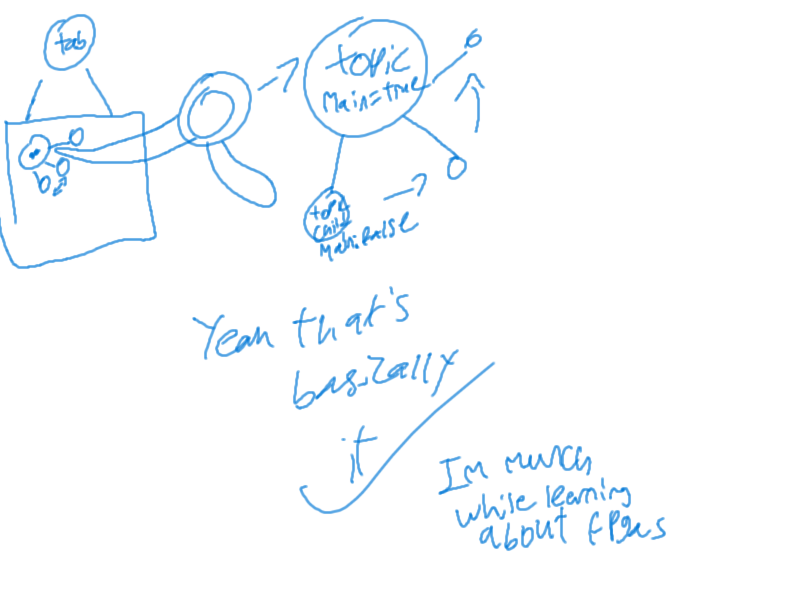 tab
topic
Main=true
topic
child
Main:False
Yeah that's
basically
it
Im munch
while learning
about FPgas